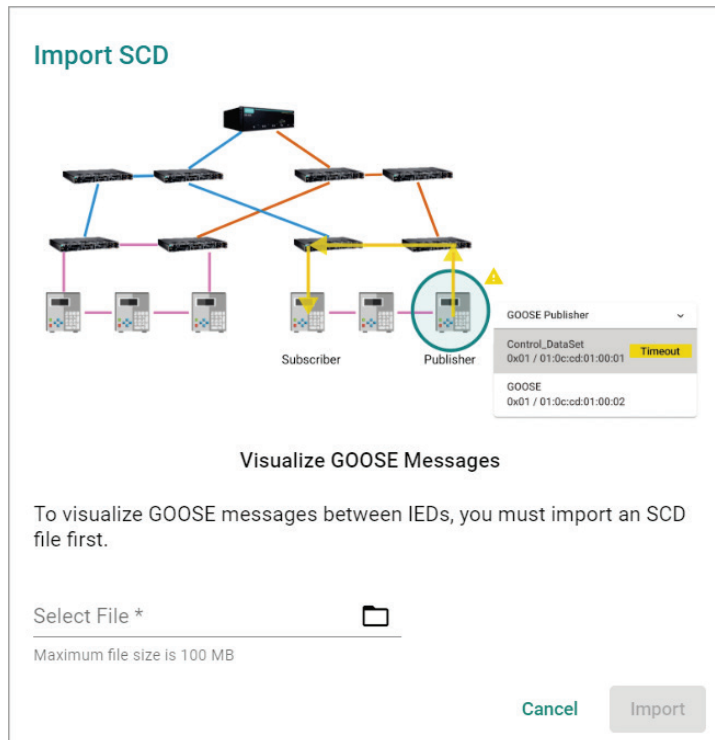 Import SCD
Subscriber
Publisher
GOOSE Publisher
Control_DataSet
0x01 / 01:0c:cd:01:00:01
Timeout
GOOSE
0x01 / 01:0c:cd:01:00:02
Visualize GOOSE Messages
To visualize GOOSE messages between IEDs, you must import an SCD
file first.
Select File *
Maximum file size is 100 MB
Cancel
Import